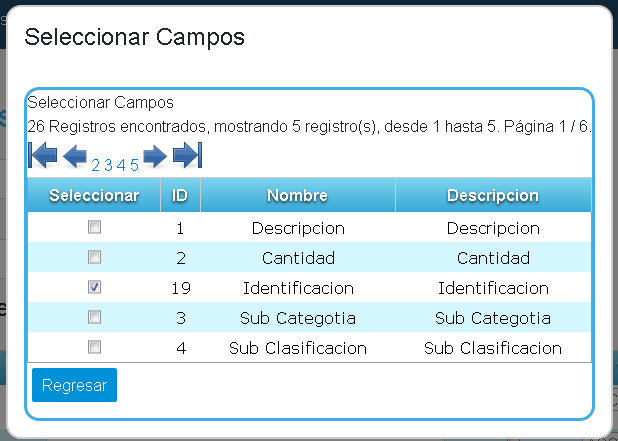 Seleccionar Campos
Seleccionar Campos
26 Registros encontrados, mostrando 5 registro(s), desde 1 hasta 5. Página 1 / 6.
2 3 4 5
Seleccionar ID Nombre Descripcion
1 Descripcion Descripcion
2 Cantidad Cantidad
19 Identificacion Identificacion
3 Sub Categotia Sub Categotia
4 Sub Clasificacion Sub Clasificacion
Regresar